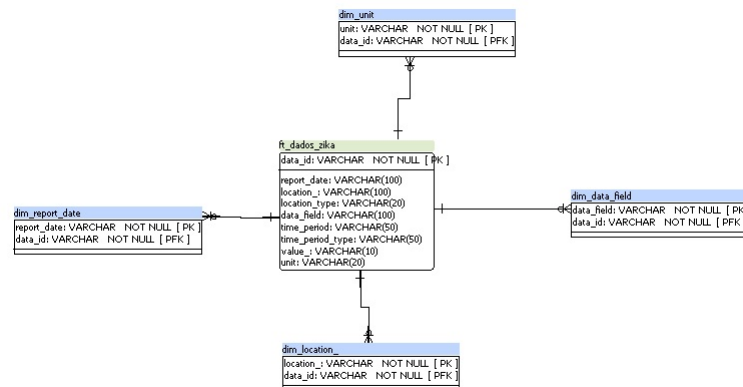 dim_unit
unit: VARCHAR NOT NULL [ PK ]
data_id: VARCHAR NOT NULL [ PFK ]
ft_dados_zika
data_id: VARCHAR NOT NULL [ PK ]
report_date: VARCHAR(100)
location_: VARCHAR(100)
location_type: VARCHAR(20)
data_field: VARCHAR(100)
time_period: VARCHAR(50)
time_period_type: VARCHAR(50)
value_: VARCHAR(10)
unit: VARCHAR(20)
dim_report_date
report_date: VARCHAR NOT NULL [ PK ]
data_id: VARCHAR NOT NULL [ PFK ]
dim_data_field
data_field: VARCHAR NOT NULL [ PK
data_id: VARCHAR NOT NULL [ PFK
dim_location_
location_: VARCHAR NOT NULL [ PK ]
data_id: VARCHAR NOT NULL [ PFK ]